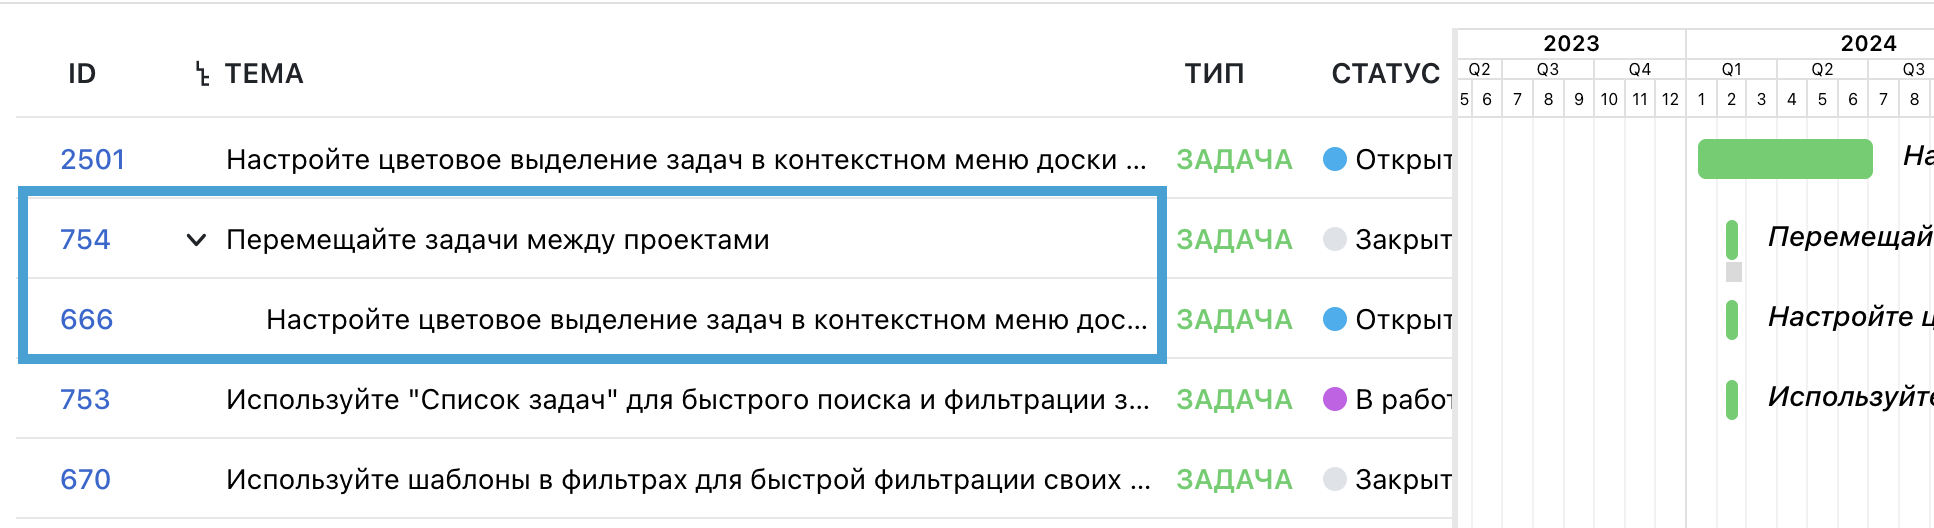 2023 2024
ID ТЕМА ТИП СТАТУС Q2 Q3 Q4 Q1 Q2 Q3
5 6 7 8 9 10 11 12 1 2 3 4 5 6 7 8
2501 Настройте цветовое выделение задач в контекстном меню доски ... ЗАДАЧА Открыт На
754 Перемещайте задачи между проектами ЗАДАЧА Закрыт Перемещай
666 Настройте цветовое выделение задач в контекстном меню дос... ЗАДАЧА Открыт Настройте ц
753 Используйте "Список задач" для быстрого поиска и фильтрации з... ЗАДАЧА В работ Используйте
670 Используйте шаблоны в фильтрах для быстрой фильтрации своих ... ЗАДАЧА Закрыт